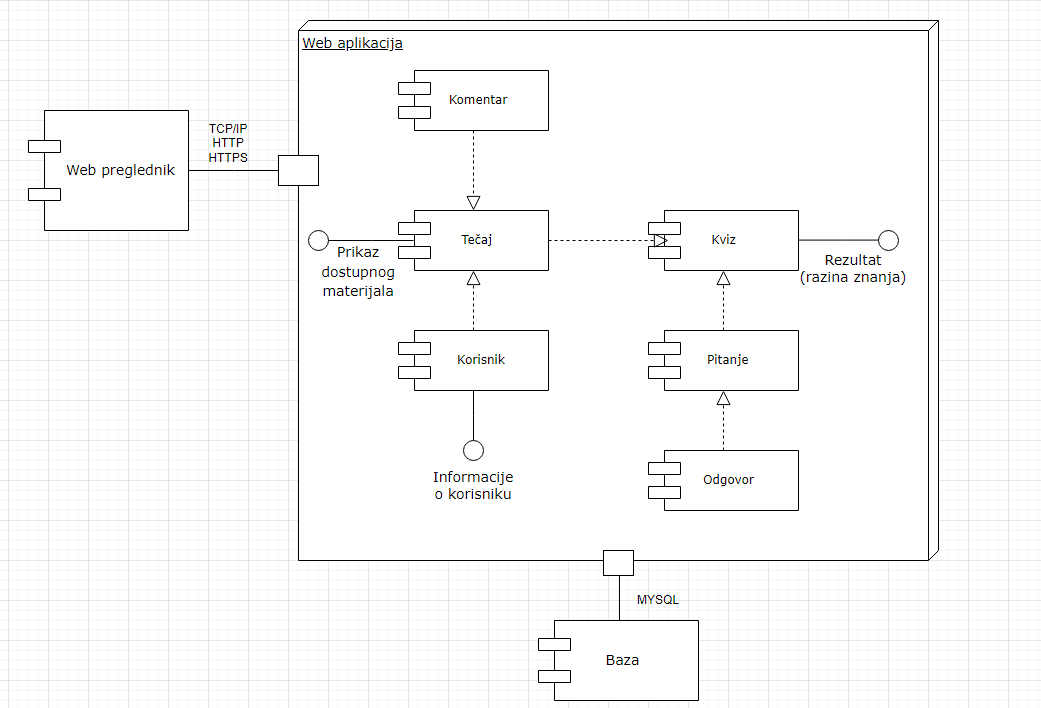 Web aplikacija
Komentar
TCP/IP
HTTP
HTTPS
Web preglednik
Tečaj
Kviz
Prikaz
dostupnog
materijala
Rezultat
(razina znanja)
Korisnik
Pitanje
Informacije
o korisniku
Odgovor
MYSQL
Baza